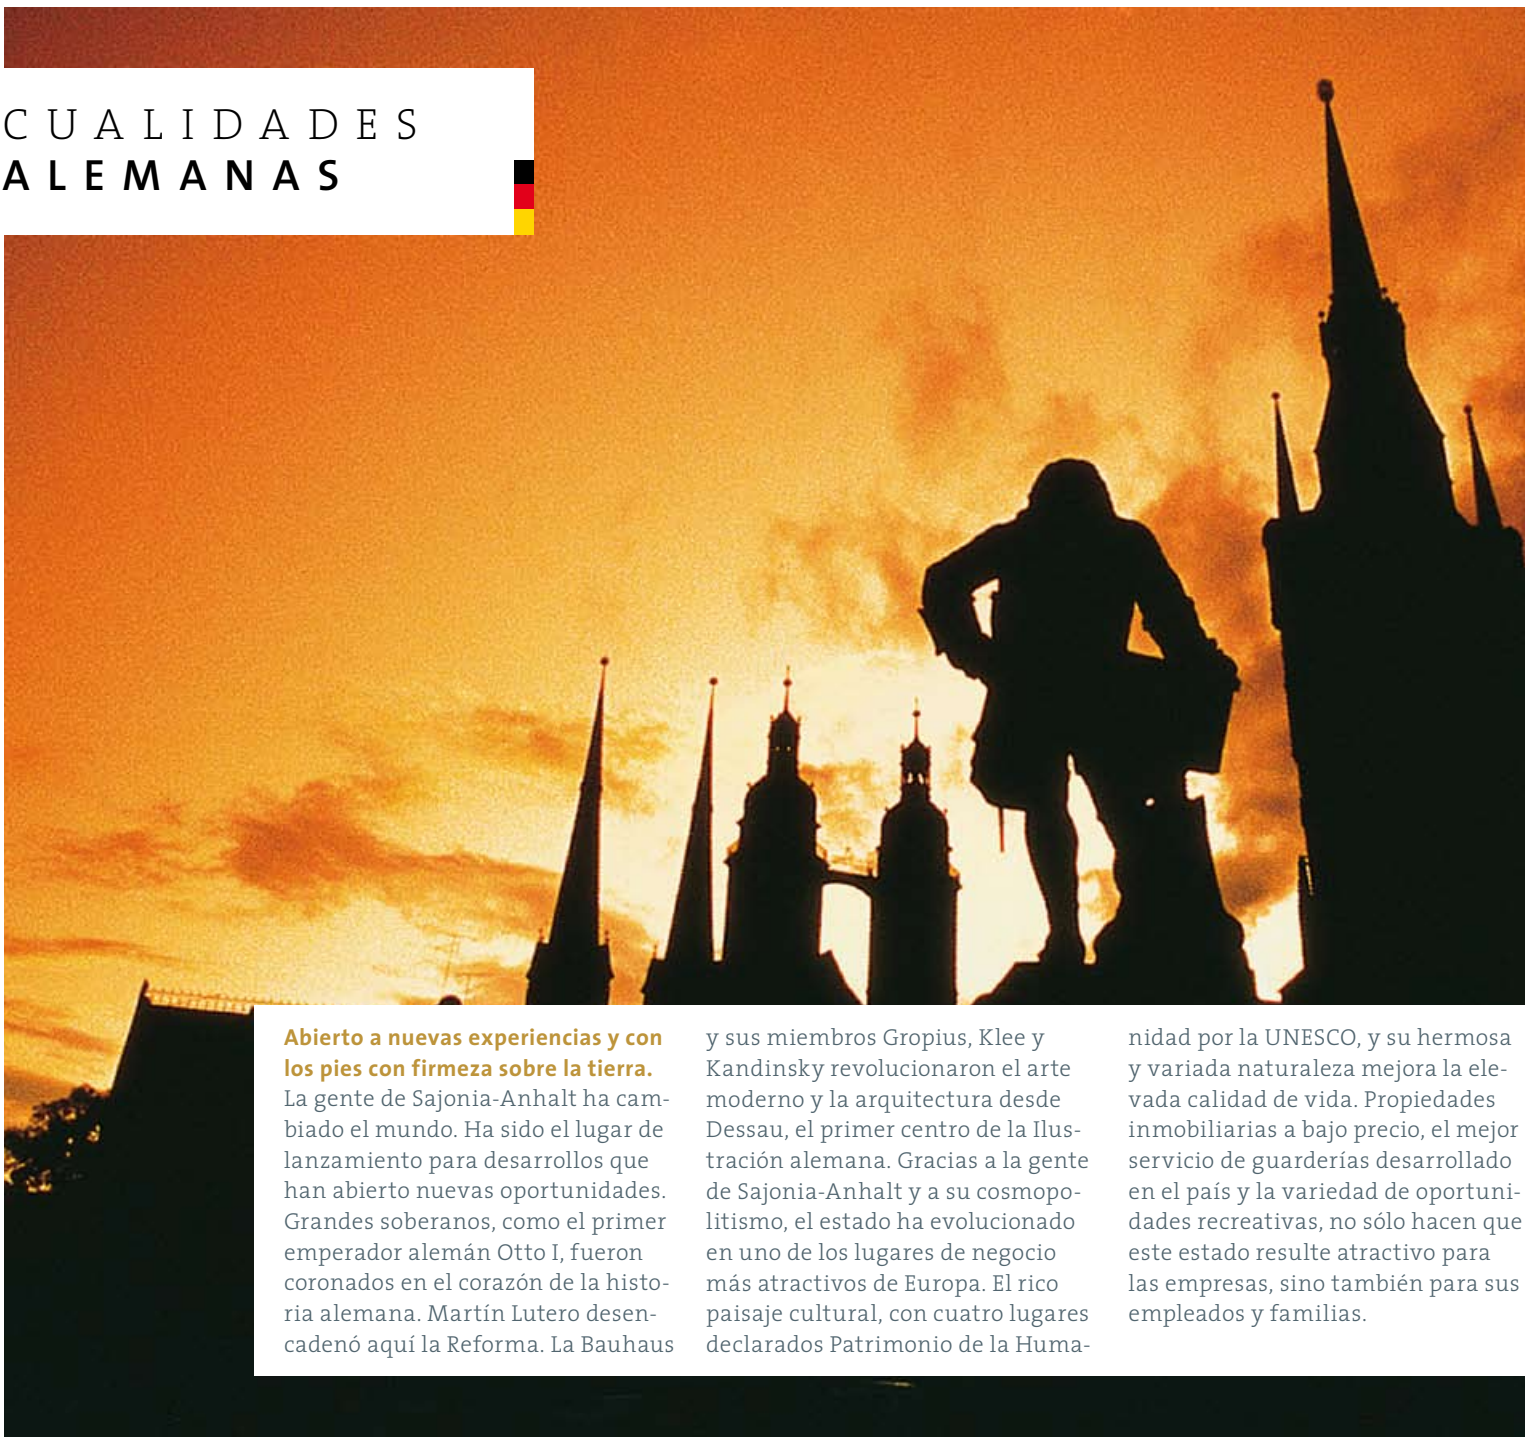 CUALIDADES
ALEMANAS
Abierto a nuevas experiencias y con
los pies con firmeza sobre la tierra.
La gente de Sajonia-Anhalt ha cam-
biado el mundo. Ha sido el lugar de
lanzamiento para desarrollos que
han abierto nuevas oportunidades.
Grandes soberanos, como el primer
emperador alemán Otto I, fueron
coronados en el corazón de la histo-
ria alemana. Martín Lutero desen-
cadenó aquí la Reforma. La Bauhaus
y sus miembros Gropius, Klee y
Kandinsky revolucionaron el arte
moderno y la arquitectura desde
Dessau, el primer centro de la Ilus-
tración alemana. Gracias a la gente
de Sajonia-Anhalt y a su cosmopo-
litismo, el estado ha evolucionado
en uno de los lugares de negocio
más atractivos de Europa. El rico
paisaje cultural, con cuatro lugares
declarados Patrimonio de la Huma-
nidad por la UNESCO, y su hermosa
y variada naturaleza mejora la ele-
vada calidad de vida. Propiedades
inmobiliarias a bajo precio, el mejor
servicio de guarderías desarrollado
en el país y la variedad de oportuni-
dades recreativas, no sólo hacen que
este estado resulte atractivo para
las empresas, sino también para sus
empleados y familias.